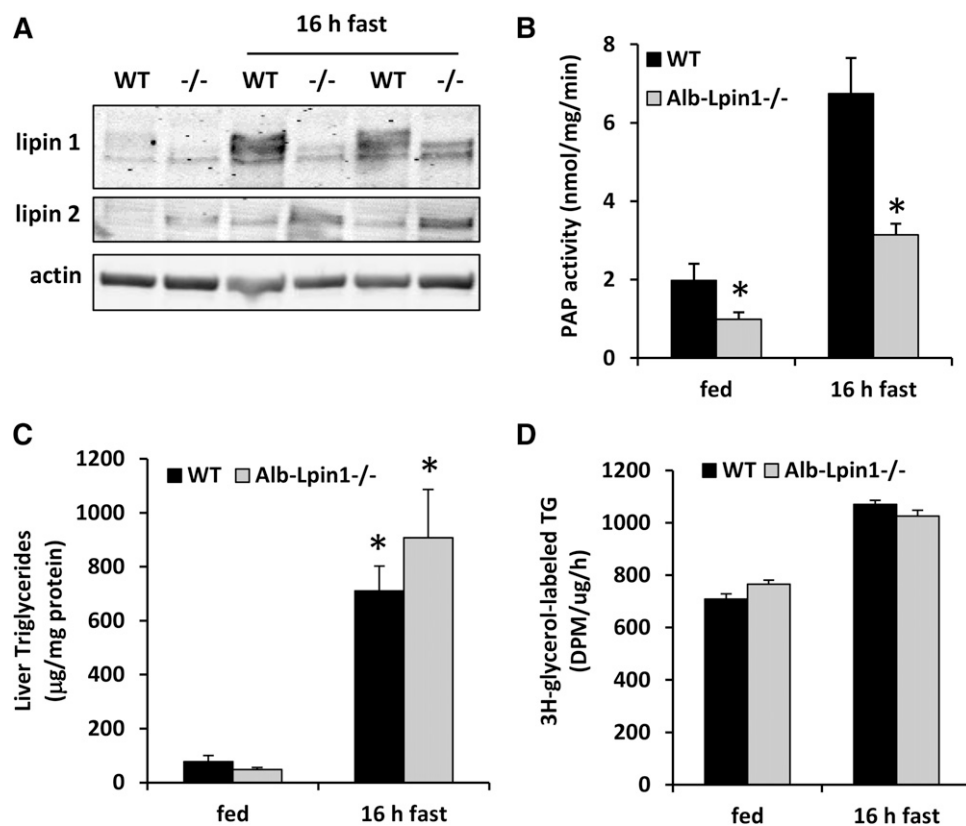 A
16 h fast
WT -/- WT -/- WT -/-
lipin 1
lipin 2
actin
B
PAP activity (nmol/mg/min)
8
6
4
2
0
WT
Alb-Lpin1-/-
*
*
fed 16 h fast
C
Liver Triglycerides
(µg/mg protein)
1200
1000
800
600
400
200
0
WT Alb-Lpin1-/-
*
*
fed 16 h fast
D
3H-glycerol-labeled TG
(DPM/ug/h)
1200
1000
800
600
400
200
0
WT Alb-Lpin1-/-
fed 16 h fast